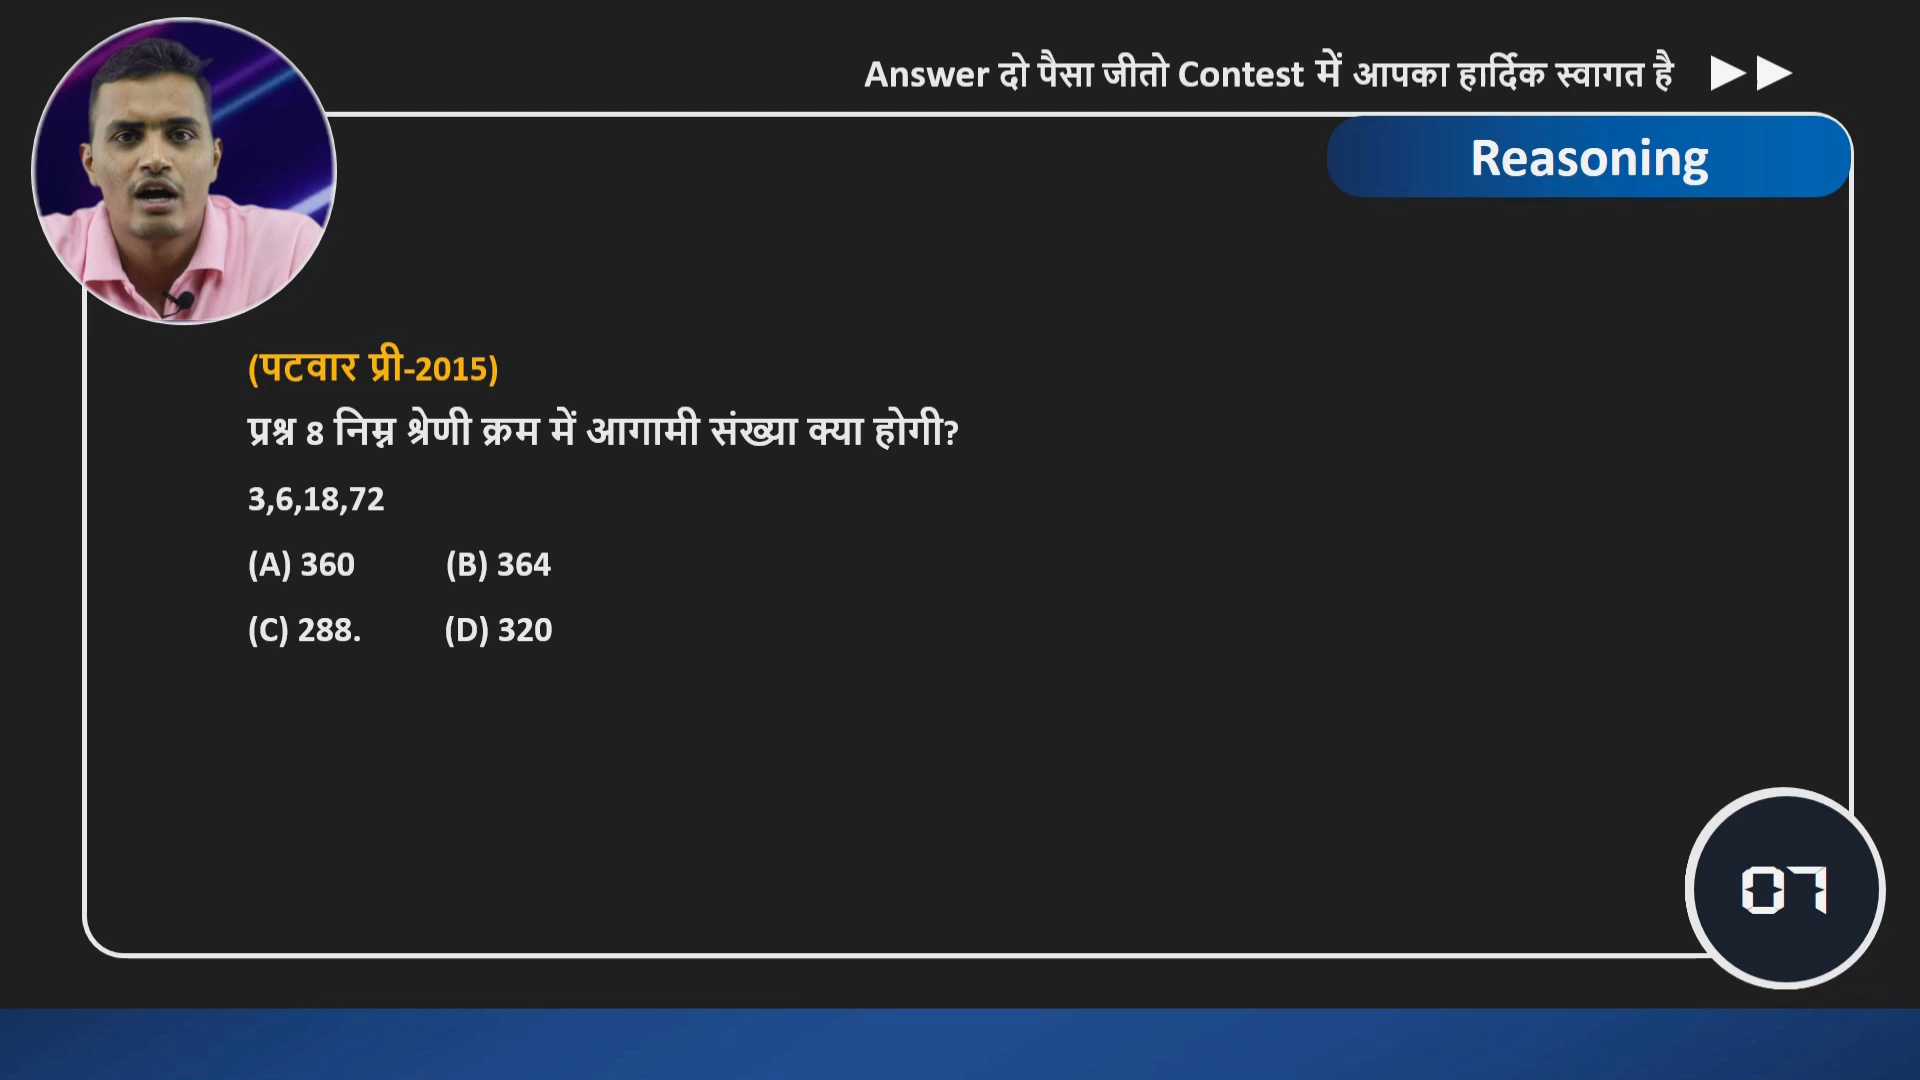 Answer दो पैसा जीतो Contest में आपका हार्दिक स्वागत है
Reasoning
(पटवार प्री-2015)
प्रश्न 8 निम्न श्रेणी क्रम में आगामी संख्या क्या होगी?
3,6,18,72
(A) 360 (B) 364
(C) 288. (D) 320
07